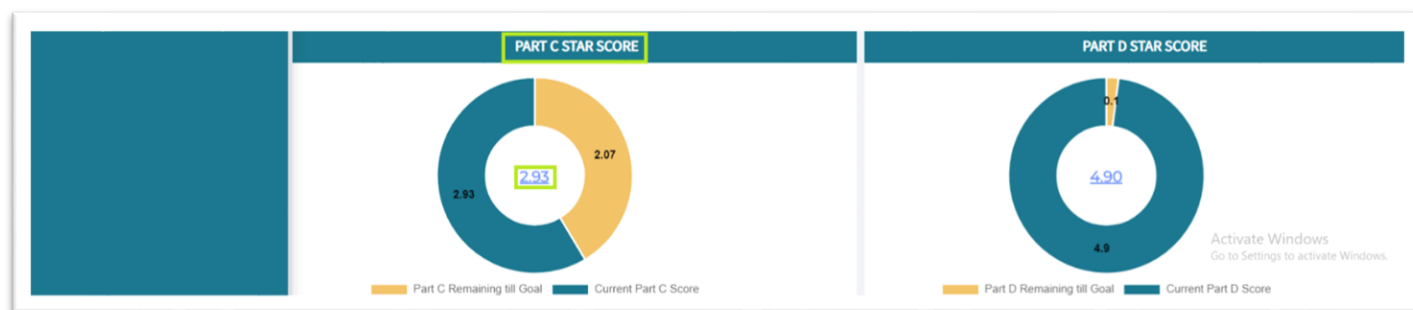 PART C STAR SCORE
2.07
2.93
2.93
Part C Remaining till Goal Current Part C Score
PART D STAR SCORE
0.1
4.90
4.9
Part D Remaining till Goal Current Part D Score
Activate Windows
Go to Settings to activate Windows.